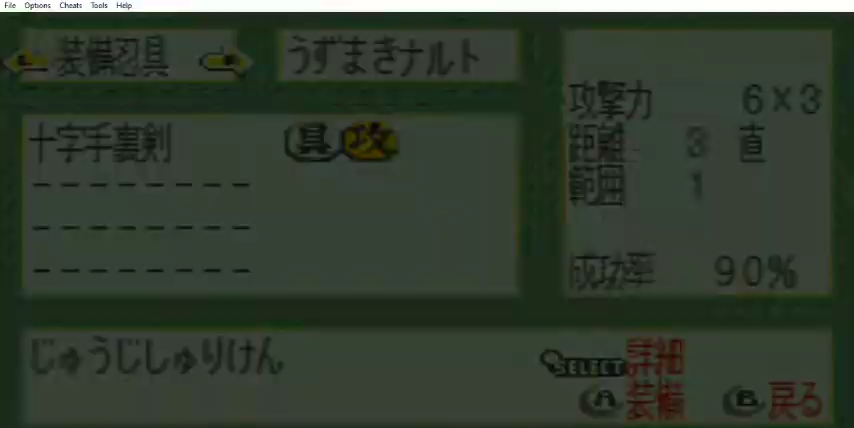 File Options Cheats Tools Help
装備忍具
うずまきナルト
十字手裏剣 具 攻
--------
--------
--------
攻撃力 6×3
距離 3 直
範囲 1
成功率 90%
じゅうじしゅりけん
SELECT 詳細
A 装備 B 戻る